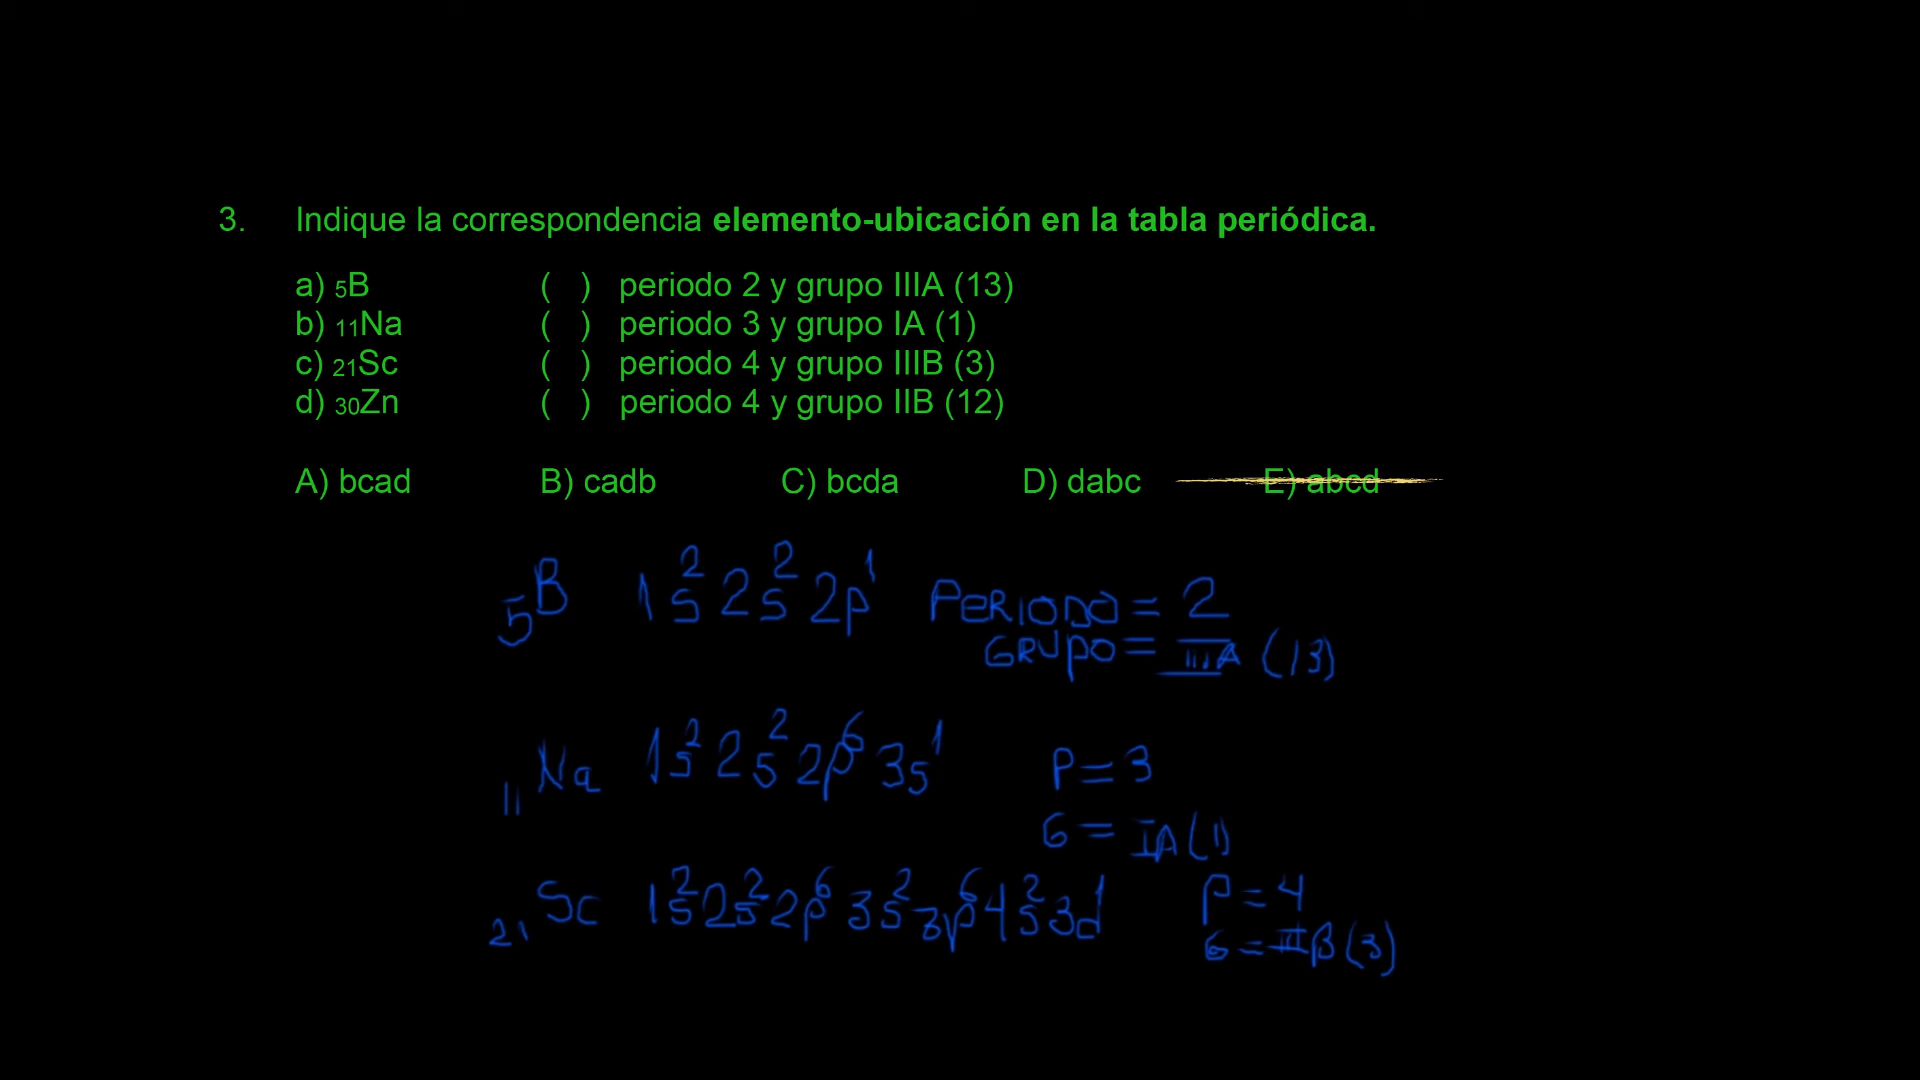 3. Indique la correspondencia elemento-ubicación en la tabla periódica.
a) ₅B ( ) periodo 2 y grupo IIIA (13)
b) ₁₁Na ( ) periodo 3 y grupo IA (1)
c) ₂₁Sc ( ) periodo 4 y grupo IIIB (3)
d) ₃₀Zn ( ) periodo 4 y grupo IIB (12)
A) bcad B) cadb C) bcda D) dabc E) abcd
₅B 1s² 2s² 2p¹ PERIODO = 2
GRUPO = IIIA (13)
₁₁Na 1s² 2s² 2p⁶ 3s¹ P = 3
G = IA (1)
₂₁Sc 1s² 2s² 2p⁶ 3s² 3p⁶ 4s² 3d¹ P = 4
G = IIIB (3)